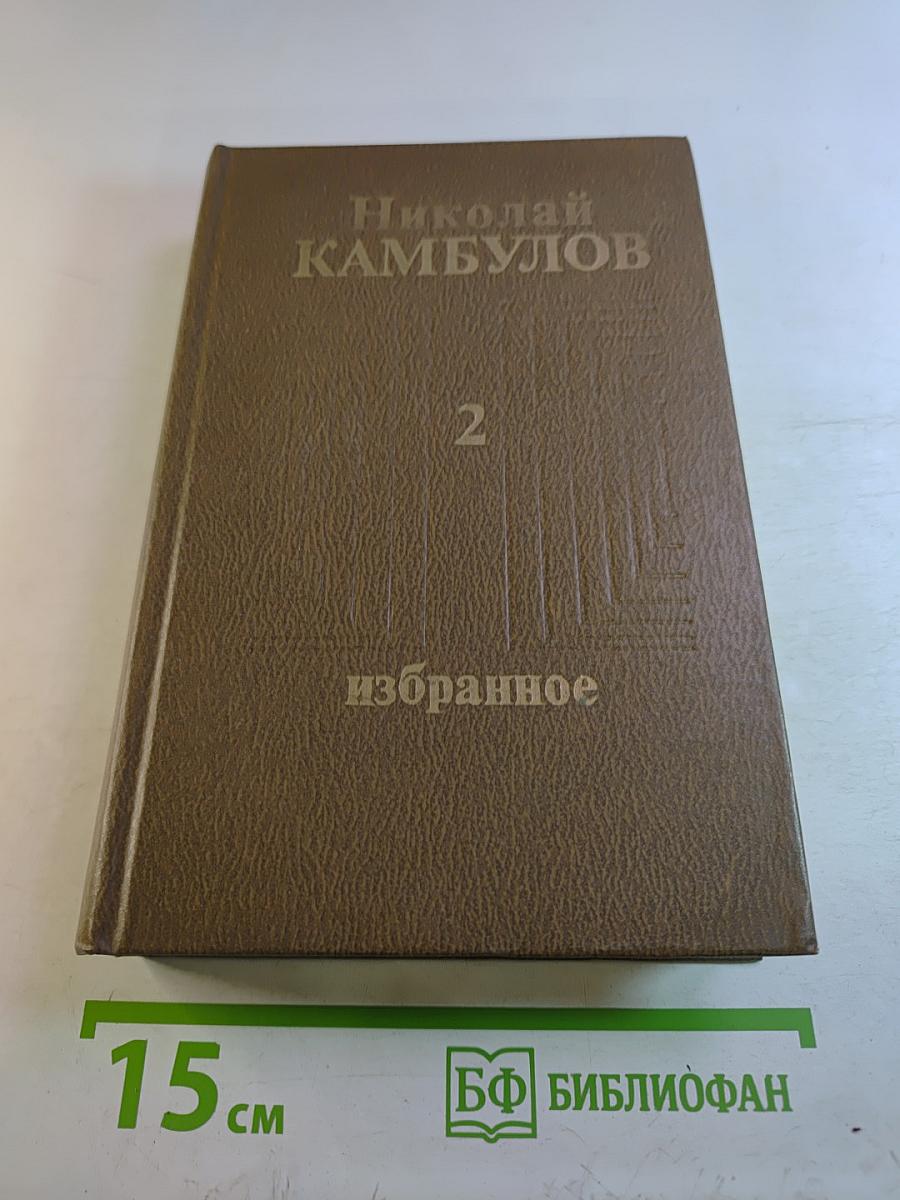 Николай
КАМБУЛОВ
2
избранное
15 см
БФ БИБЛИОФАН